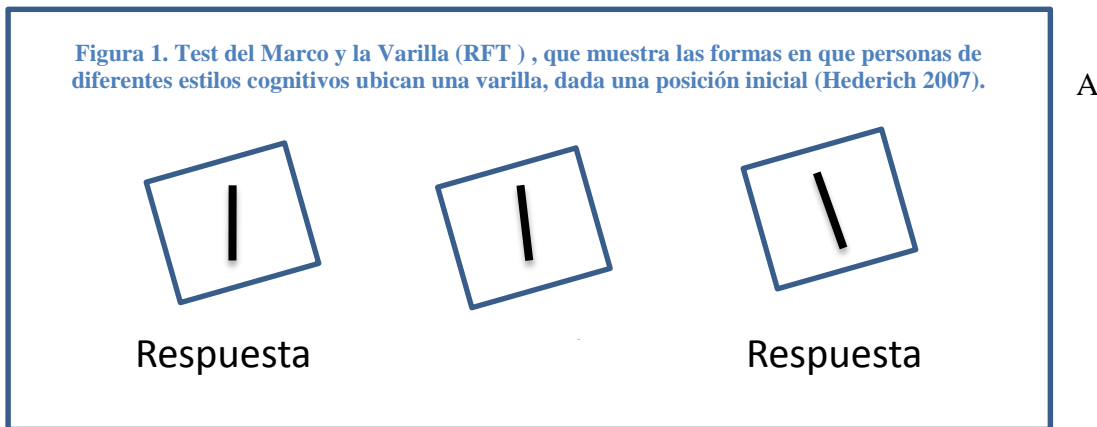 Figura 1. Test del Marco y la Varilla (RFT ) , que muestra las formas en que personas de
diferentes estilos cognitivos ubican una varilla, dada una posición inicial (Hederich 2007).
A
Respuesta
Respuesta